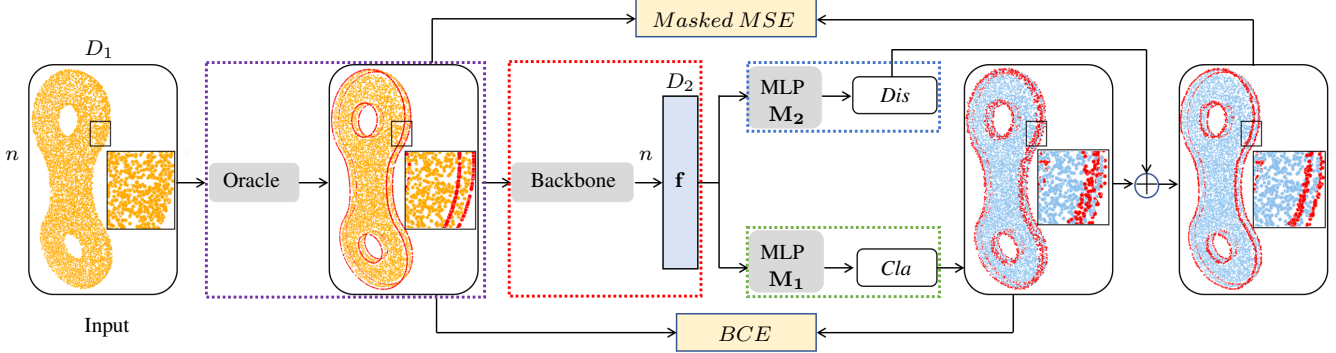 Masked MSE
D₁
n
Input
Oracle
Backbone
n
D₂
f
MLP
M₂
Dis
MLP
M₁
Cla
BCE